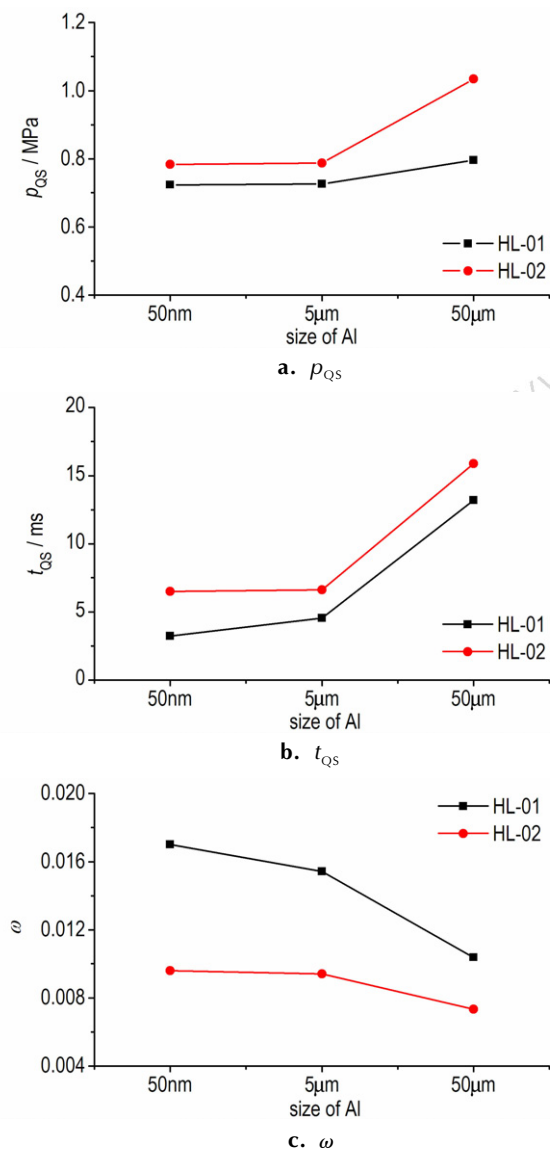 1.2
1.0
0.8
0.6
0.4
p_QS / MPa
HL-01
HL-02
50nm 5μm 50μm
size of Al
a. p_QS
20
15
10
5
0
t_QS / ms
HL-01
HL-02
50nm 5μm 50μm
size of Al
b. t_QS
0.020
0.016
0.012
0.008
0.004
ω
HL-01
HL-02
50nm 5μm 50μm
size of Al
c. ω